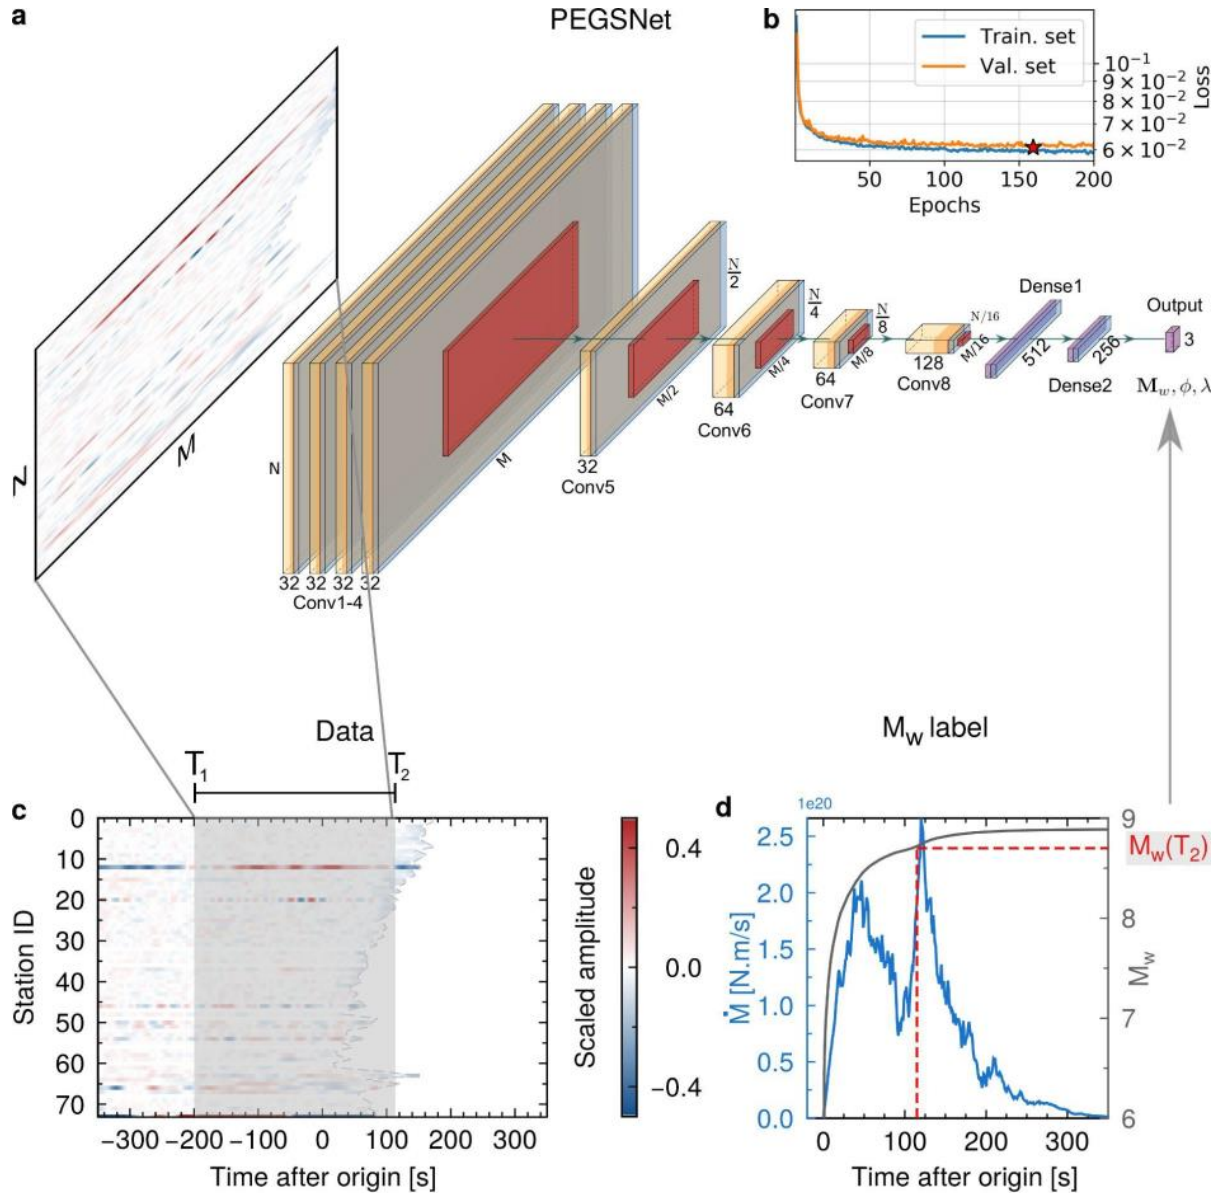 a
PEGSNet
N
M
N
M
32 32 32 32
Conv1-4
32
Conv5
M/2
N
2
64
Conv6
M/4
N
4
64
Conv7
M/8
N
8
128
Conv8
M/16
N/16
Dense1
512
Dense2
256
Output
3
M_w, ϕ, λ
b
Train. set
Val. set
10⁻¹
9 × 10⁻²
8 × 10⁻²
7 × 10⁻²
6 × 10⁻²
Loss
50 100 150 200
Epochs
Data
T₁ T₂
c
0
10
20
30
40
50
60
70
Station ID
−300 −200 −100 0 100 200 300
Time after origin [s]
0.4
0.0
−0.4
Scaled amplitude
M_w label
d
1e20
2.5
2.0
1.5
1.0
0.5
0.0
Ṁ [N.m/s]
0 100 200 300
Time after origin [s]
9
8
7
6
M_w
M_w(T₂)